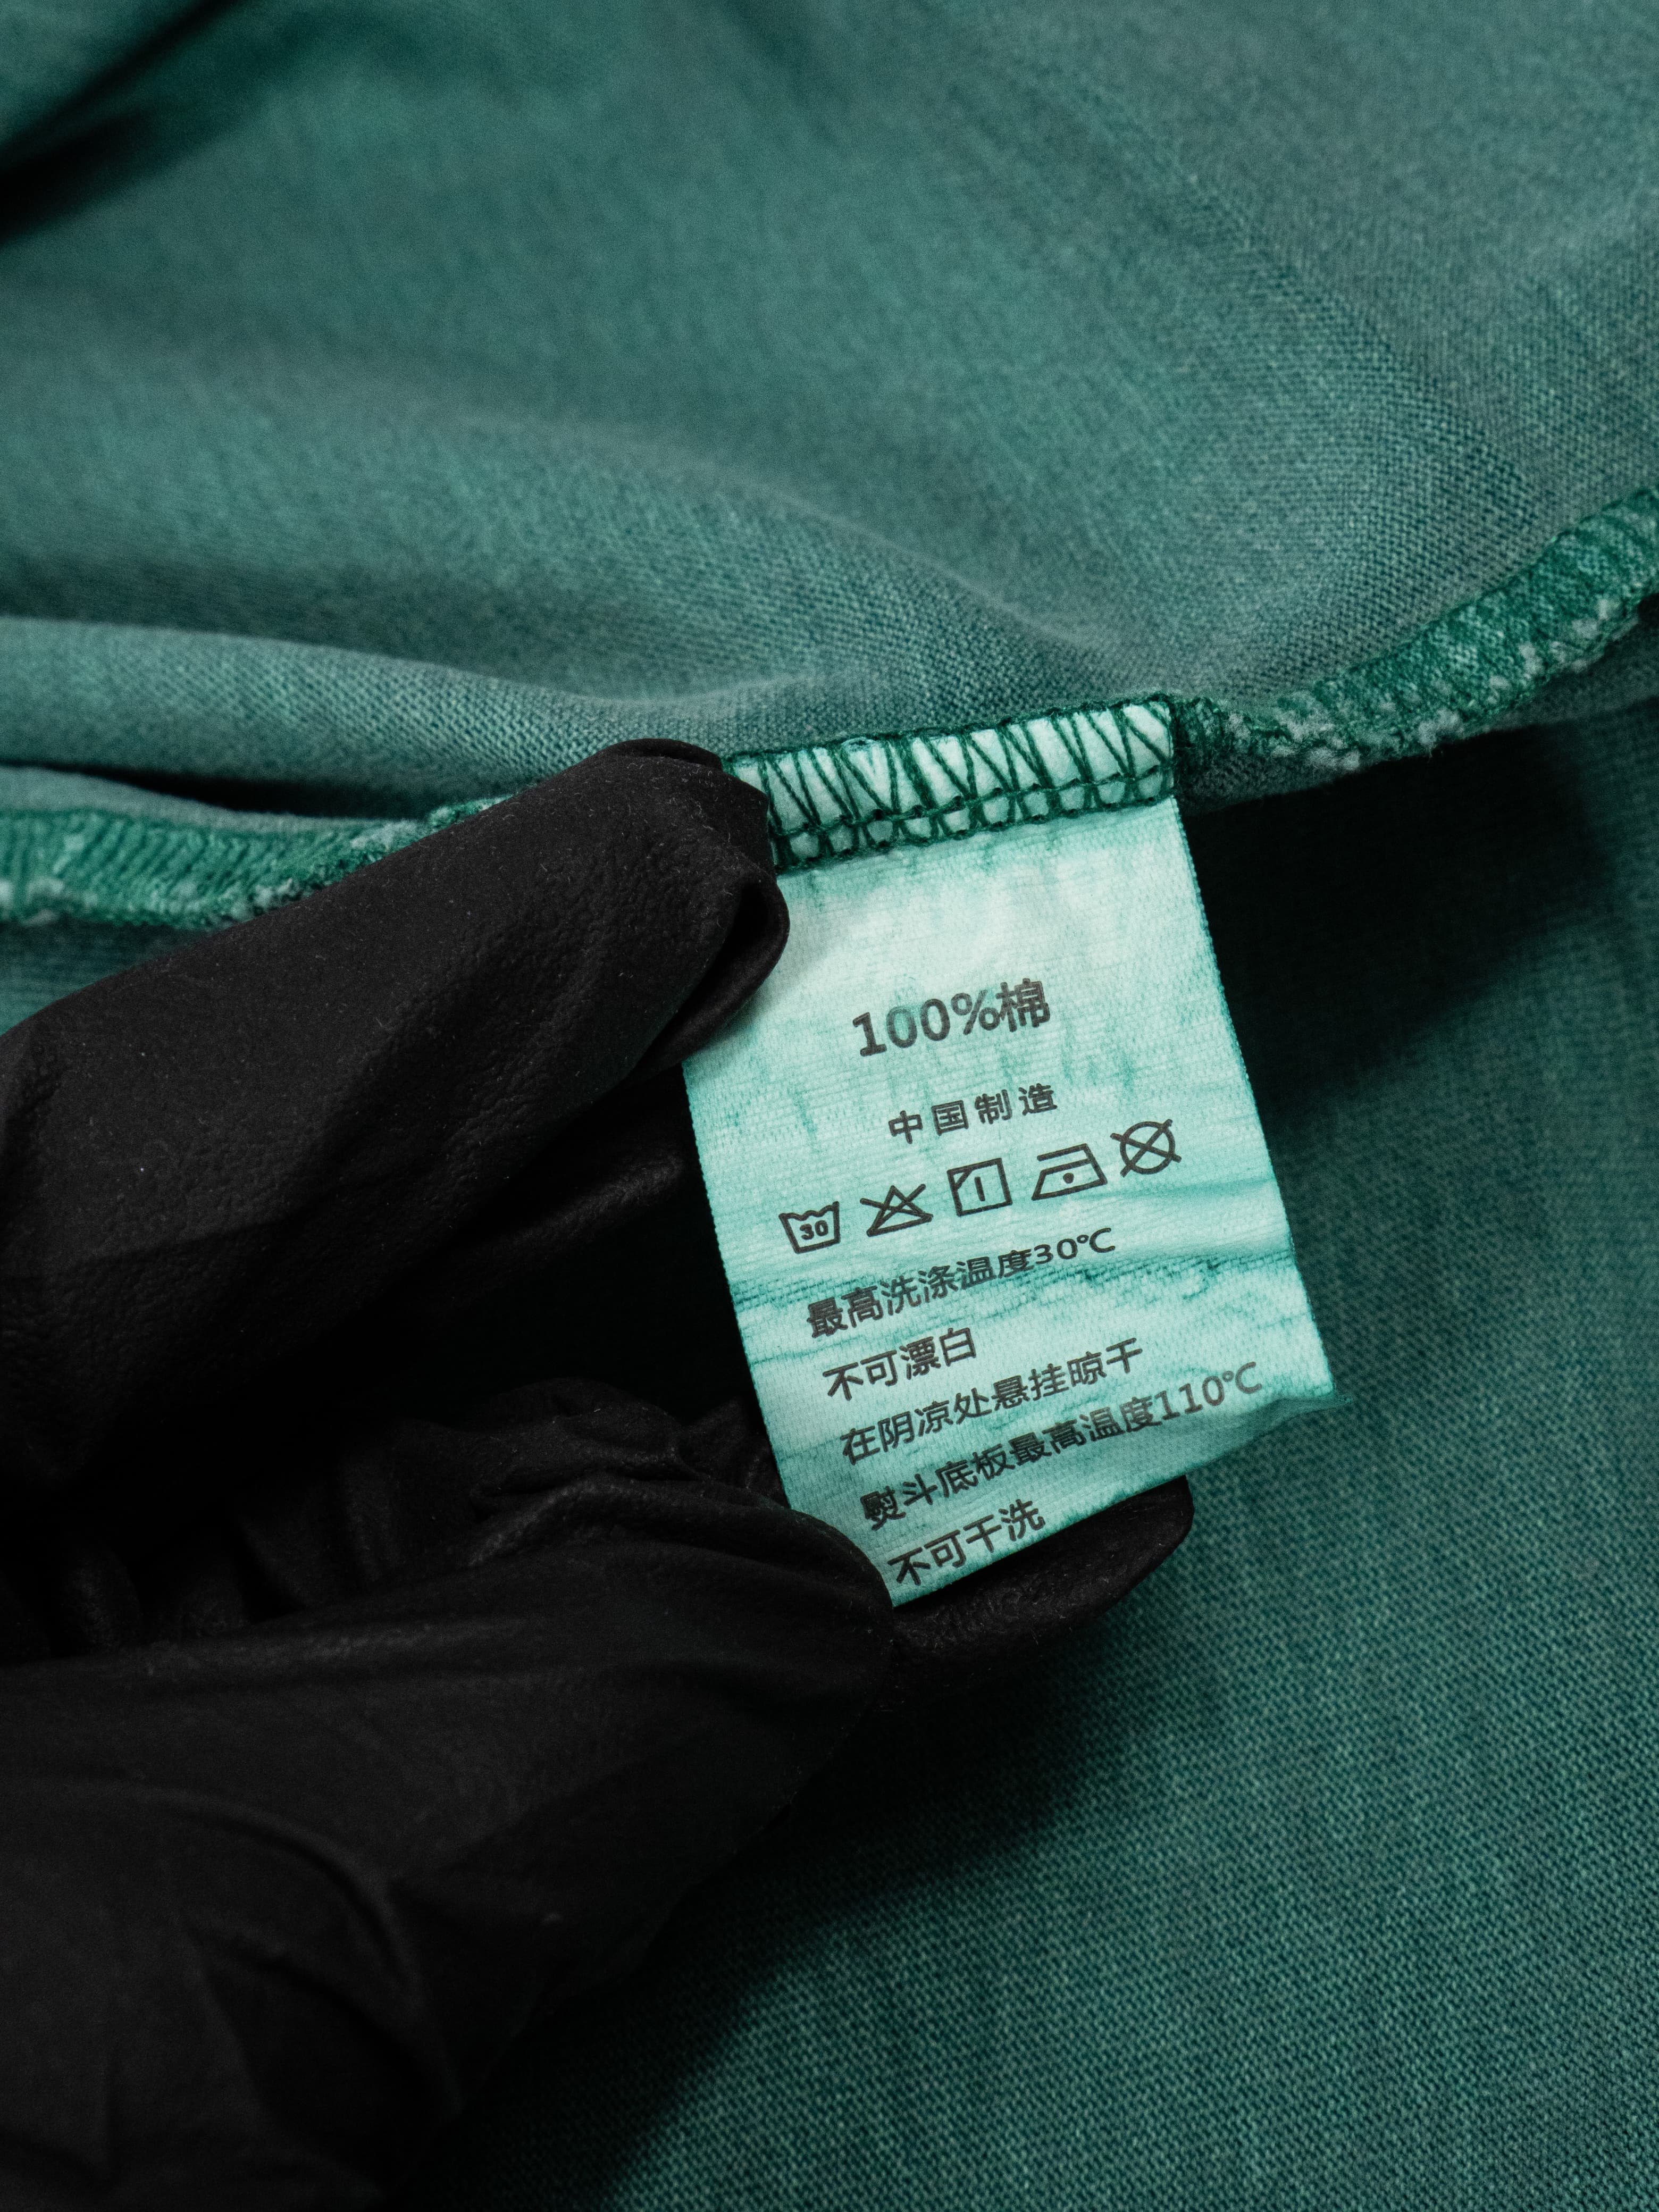 100%棉
中国制造
30
最高洗涤温度30℃
不可漂白
在阴凉处悬挂晾干
熨斗底板最高温度110℃
不可干洗